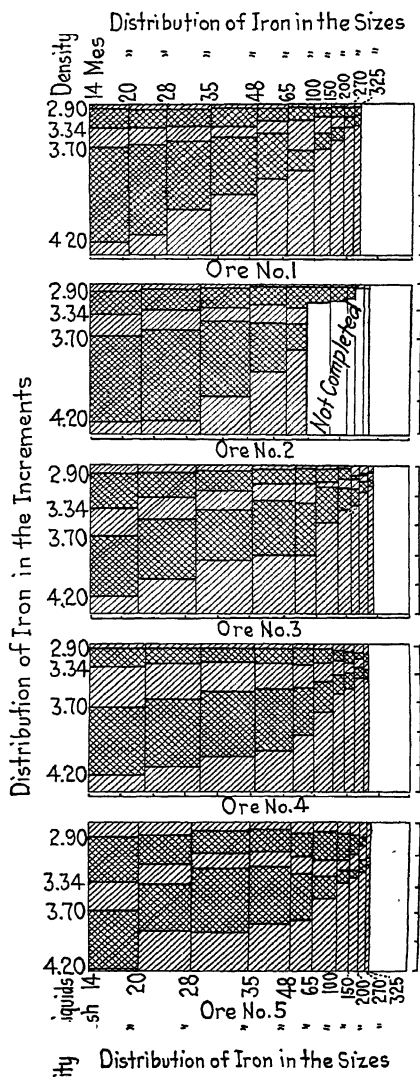 Distribution of Iron in the Sizes
Density
14 Mes
20 "
28 "
35 "
48 "
65 "
100 "
150 "
200 "
270 "
325 "
2.90
3.34
3.70
4.20
Ore No.1
2.90
3.34
3.70
4.20
Not Completed
Ore No.2
Distribution of Iron in the Increments
2.90
3.34
3.70
4.20
Ore No.3
2.90
3.34
3.70
4.20
Ore No.4
2.90
3.34
3.70
4.20
14
20
28
35
48
65
100
150
200
270
325
iquids
sh " " " " " " " " " "
Ore No.5
ity
Distribution of Iron in the Sizes